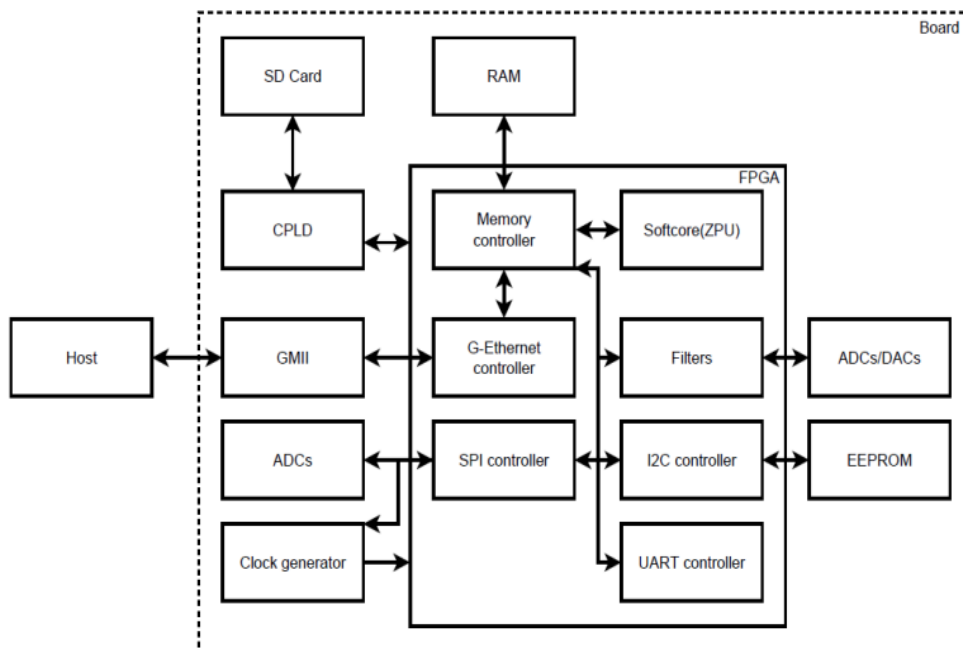 Board
SD Card
RAM
FPGA
CPLD
Memory
controller
Softcore(ZPU)
Host
GMII
G-Ethernet
controller
Filters
ADCs/DACs
ADCs
SPI controller
I2C controller
EEPROM
Clock generator
UART controller